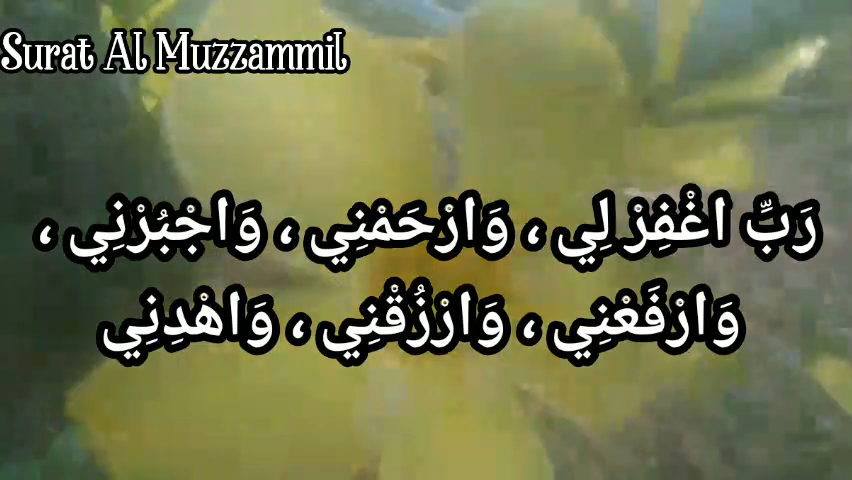 Surat Al Muzzammil
رَبِّ اغْفِرْ لِي ، وَارْحَمْنِي ، وَاجْبُرْنِي ،
وَارْفَعْنِي ، وَارْزُقْنِي ، وَاهْدِنِي